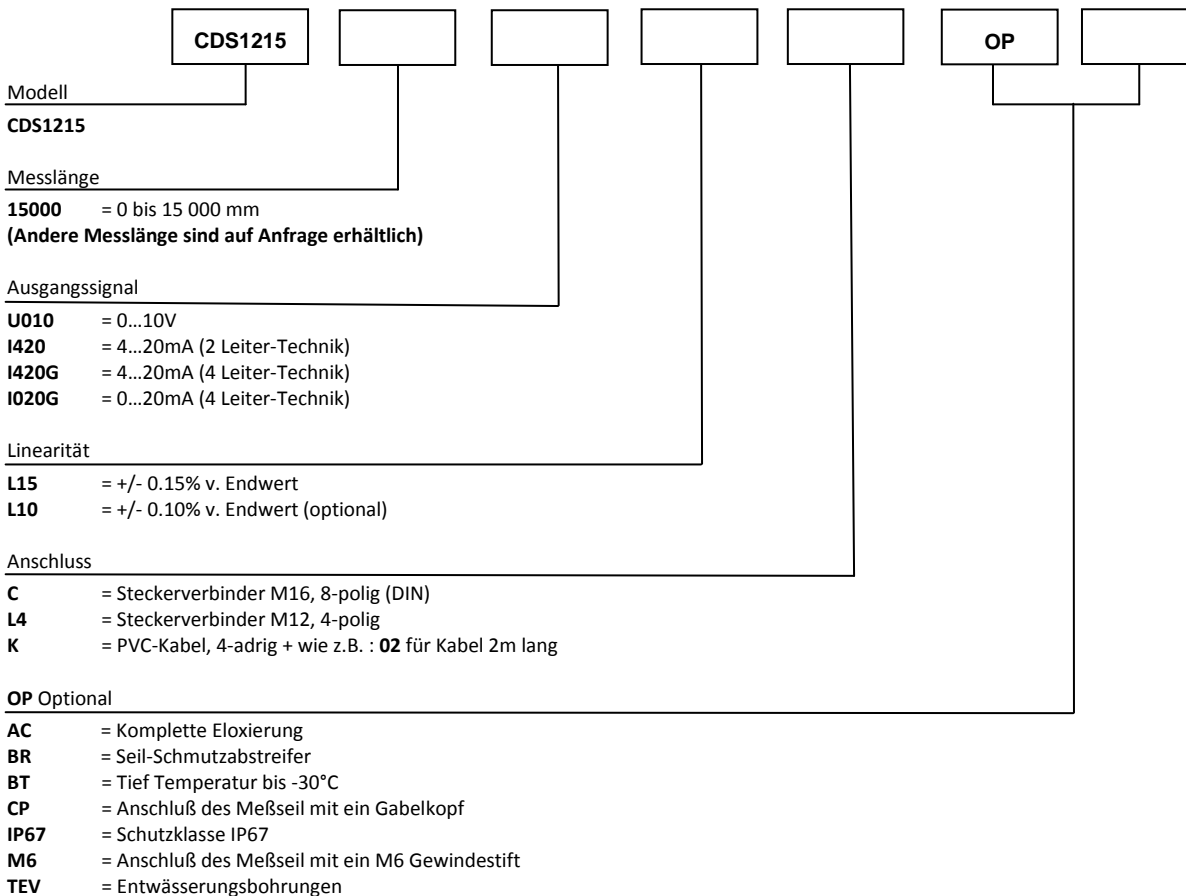 CDS1215 OP
Modell
CDS1215
Messlänge
15000 = 0 bis 15 000 mm
(Andere Messlänge sind auf Anfrage erhältlich)
Ausgangssignal
U010 = 0...10V
I420 = 4...20mA (2 Leiter-Technik)
I420G = 4...20mA (4 Leiter-Technik)
I020G = 0...20mA (4 Leiter-Technik)
Linearität
L15 = +/- 0.15% v. Endwert
L10 = +/- 0.10% v. Endwert (optional)
Anschluss
C = Steckerverbinder M16, 8-polig (DIN)
L4 = Steckerverbinder M12, 4-polig
K = PVC-Kabel, 4-adrig + wie z.B. : 02 für Kabel 2m lang
OP Optional
AC = Komplette Eloxierung
BR = Seil-Schmutzabstreifer
BT = Tief Temperatur bis -30°C
CP = Anschluß des Meßseil mit ein Gabelkopf
IP67 = Schutzklasse IP67
M6 = Anschluß des Meßseil mit ein M6 Gewindestift
TEV = Entwässerungsbohrungen